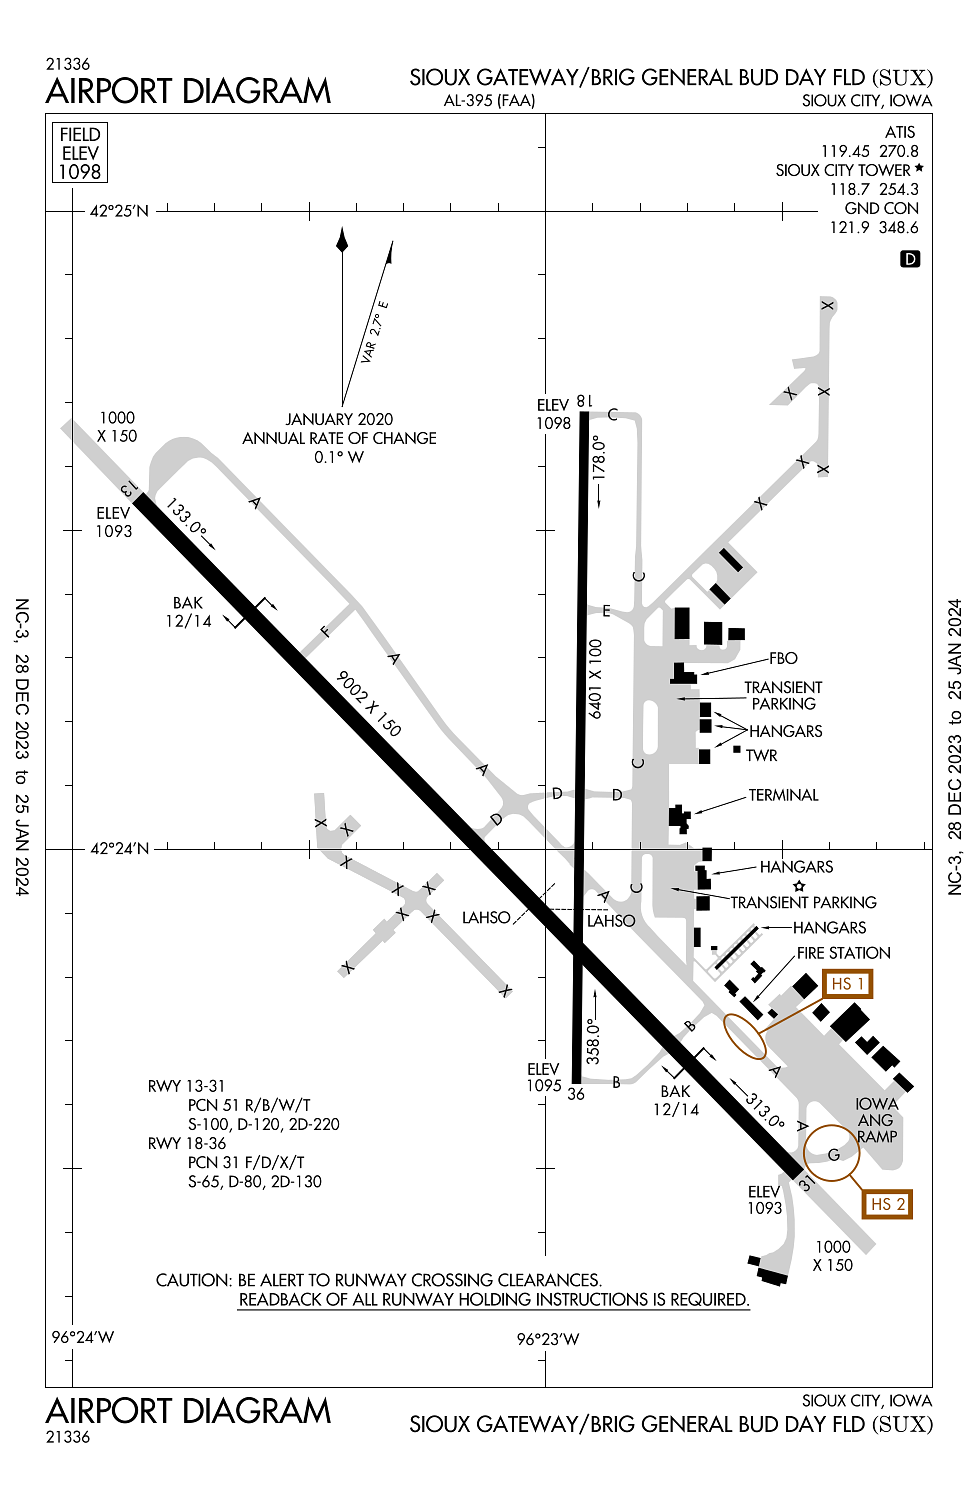 21336
AIRPORT DIAGRAM
SIOUX GATEWAY/BRIG GENERAL BUD DAY FLD (SUX)
AL-395 (FAA)
SIOUX CITY, IOWA
FIELD
ELEV
1098
ATIS
119.45 270.8
SIOUX CITY TOWER
118.7 254.3
GND CON
121.9 348.6
D
42°25'N
VAR 2.7° E
JANUARY 2020
ANNUAL RATE OF CHANGE
0.1° W
1000
X 150
13
ELEV
1093
133.0°
A
ELEV
1098
18
C
178.0°
X
X
X
X
X
X
C
E
BAK
12/14
F
A
9002 X 150
6401 X 100
FBO
TRANSIENT
PARKING
HANGARS
TWR
C
A
D
D
D
TERMINAL
X
X
X
X
X
X
X
X
X
42°24'N
HANGARS
C
A
TRANSIENT PARKING
LAHSO
LAHSO
HANGARS
FIRE STATION
HS 1
B
358.0°
ELEV
1095
36
B
BAK
12/14
A
313.0°
A
IOWA
ANG
RAMP
G
HS 2
31
ELEV
1093
1000
X 150
RWY 13-31
PCN 51 R/B/W/T
S-100, D-120, 2D-220
RWY 18-36
PCN 31 F/D/X/T
S-65, D-80, 2D-130
CAUTION: BE ALERT TO RUNWAY CROSSING CLEARANCES.
READBACK OF ALL RUNWAY HOLDING INSTRUCTIONS IS REQUIRED.
96°24'W
96°23'W
NC-3, 28 DEC 2023 to 25 JAN 2024
NC-3, 28 DEC 2023 to 25 JAN 2024
AIRPORT DIAGRAM
21336
SIOUX CITY, IOWA
SIOUX GATEWAY/BRIG GENERAL BUD DAY FLD (SUX)